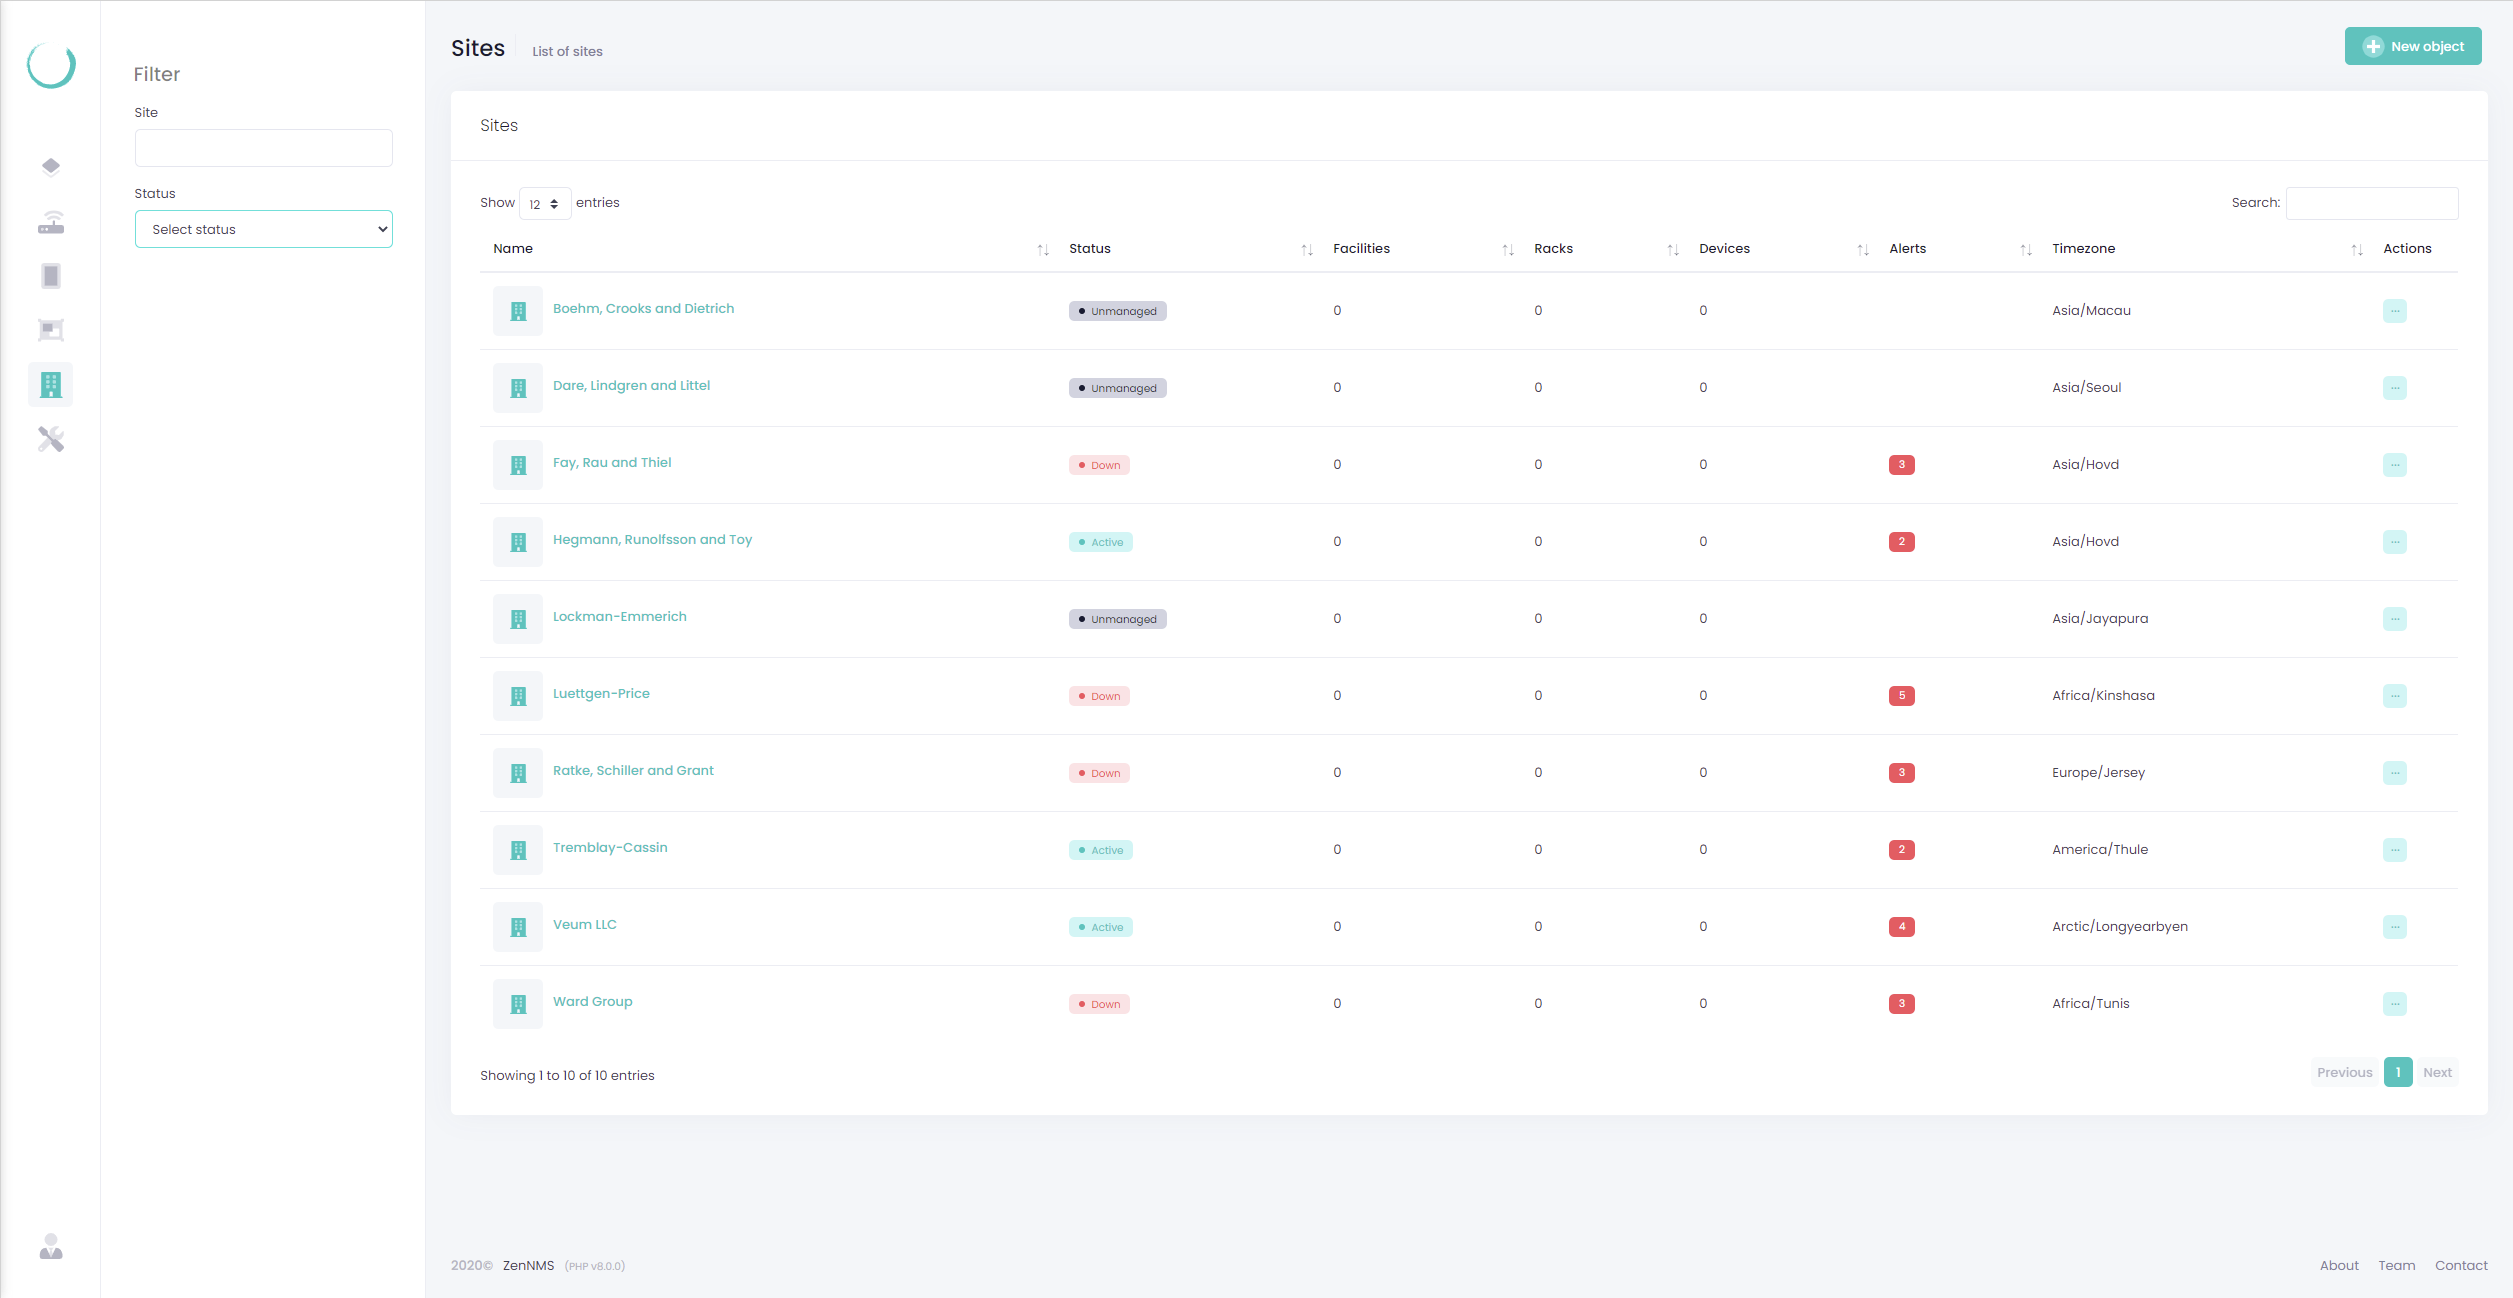 Filter
Site
Status
Select status
Sites
List of sites
New object
Sites
Show 12 entries
Search:
Name Status Facilities Racks Devices Alerts Timezone Actions
Boehm, Crooks and Dietrich Unmanaged 0 0 0 Asia/Macau
Dare, Lindgren and Littel Unmanaged 0 0 0 Asia/Seoul
Fay, Rau and Thiel Down 0 0 0 3 Asia/Hovd
Hegmann, Runolfsson and Toy Active 0 0 0 2 Asia/Hovd
Lockman-Emmerich Unmanaged 0 0 0 Asia/Jayapura
Luettgen-Price Down 0 0 0 5 Africa/Kinshasa
Ratke, Schiller and Grant Down 0 0 0 3 Europe/Jersey
Tremblay-Cassin Active 0 0 0 2 America/Thule
Veum LLC Active 0 0 0 4 Arctic/Longyearbyen
Ward Group Down 0 0 0 3 Africa/Tunis
Showing 1 to 10 of 10 entries
Previous 1 Next
2020© ZenNMS (PHP v8.0.0)
About Team Contact